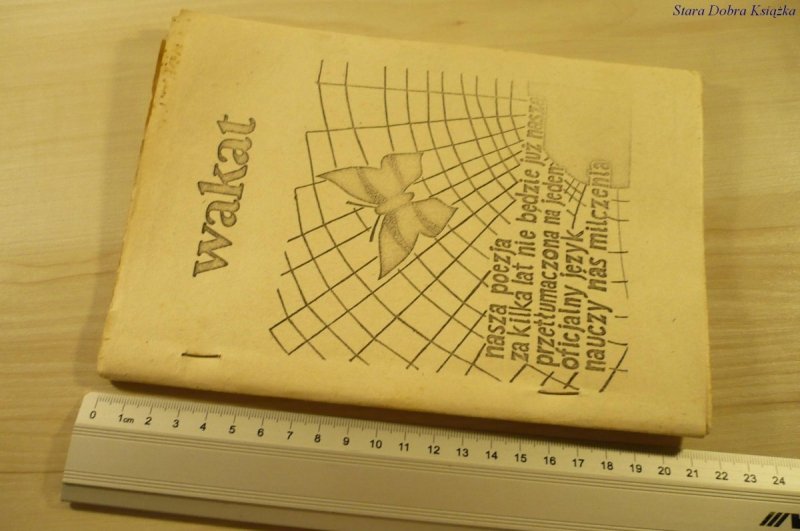 Stara Dobra Książka
wakat
nasza poezja
za kilka lat nie będzie już nasza
przetłumaczona na jeden
oficjalny język
nauczy nas milczenia
0 1cm 2 3 4 5 6 7 8 9 10 11 12 13 14 15 16 17 18 19 20 21 22 23 24